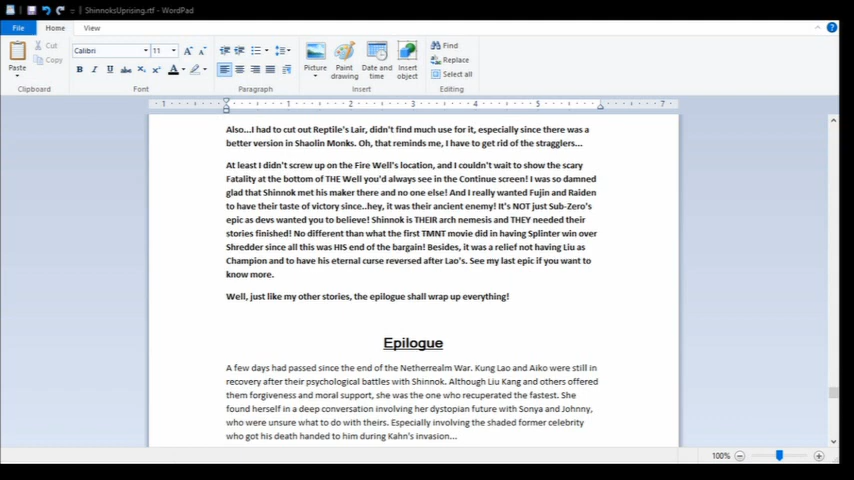 ShinnoksUprising.rtf - WordPad
File Home View
Paste
Cut
Copy
Clipboard
Calibri 11
Font
Paragraph
Picture
Paint drawing
Date and time
Insert object
Insert
Find
Replace
Select all
Editing
1 1 2 3 4 5 7
Also...I had to cut out Reptile's Lair, didn't find much use for it, especially since there was a
better version in Shaolin Monks. Oh, that reminds me, I have to get rid of the stragglers...
At least I didn't screw up on the Fire Well's location, and I couldn't wait to show the scary
Fatality at the bottom of THE Well you'd always see in the Continue screen! I was so damned
glad that Shinnok met his maker there and no one else! And I really wanted Fujin and Raiden
to have their taste of victory since..hey, it was their ancient enemy! It's NOT just Sub-Zero's
epic as devs wanted you to believe! Shinnok is THEIR arch nemesis and THEY needed their
stories finished! No different than what the first TMNT movie did in having Splinter win over
Shredder since all this was HIS end of the bargain! Besides, it was a relief not having Liu as
Champion and to have his eternal curse reversed after Lao's. See my last epic if you want to
know more.
Well, just like my other stories, the epilogue shall wrap up everything!
Epilogue
A few days had passed since the end of the Netherrealm War. Kung Lao and Aiko were still in
recovery after their psychological battles with Shinnok. Although Liu Kang and others offered
them forgiveness and moral support, she was the one who recuperated the fastest. She
found herself in a deep conversation involving her dystopian future with Sonya and Johnny,
who were unsure what to do with theirs. Especially involving the shaded former celebrity
who got his death handed to him during Kahn's invasion...
100%